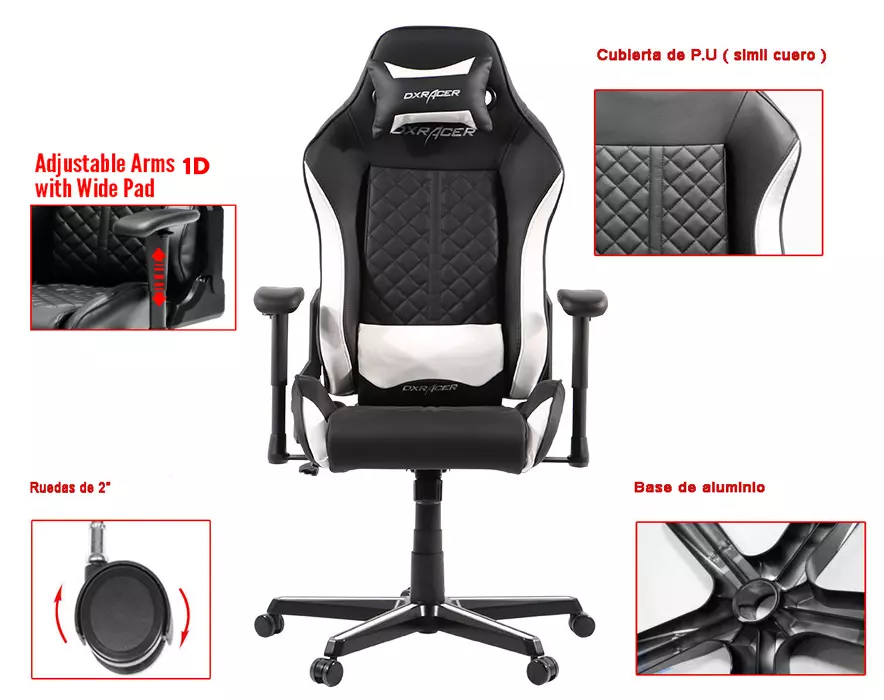 Cubierta de P.U ( simil cuero )
DXRACER
DXRACER
Adjustable Arms 1D
with Wide Pad
DXRACER
Ruedas de 2"
Base de aluminio